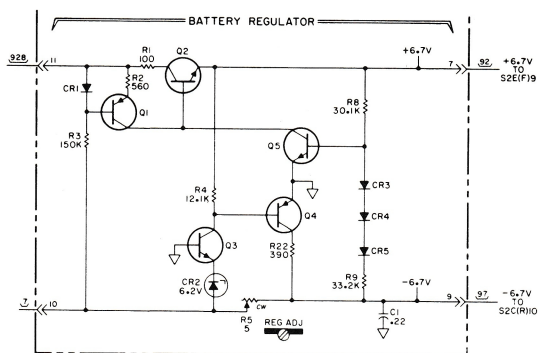 BATTERY REGULATOR
928
11
R1
100
Q2
+6.7V
7
92
+6.7V
TO
S2E(F)9
CR1
R2
560
Q1
R8
30.1K
R3
150K
Q5
CR3
R4
12.1K
Q4
CR4
Q3
R22
390
CR5
CR2
6.2V
R9
33.2K
-6.7V
7
10
CW
9
97
-6.7V
TO
S2C(R)10
R5
5
REG ADJ
C1
.22